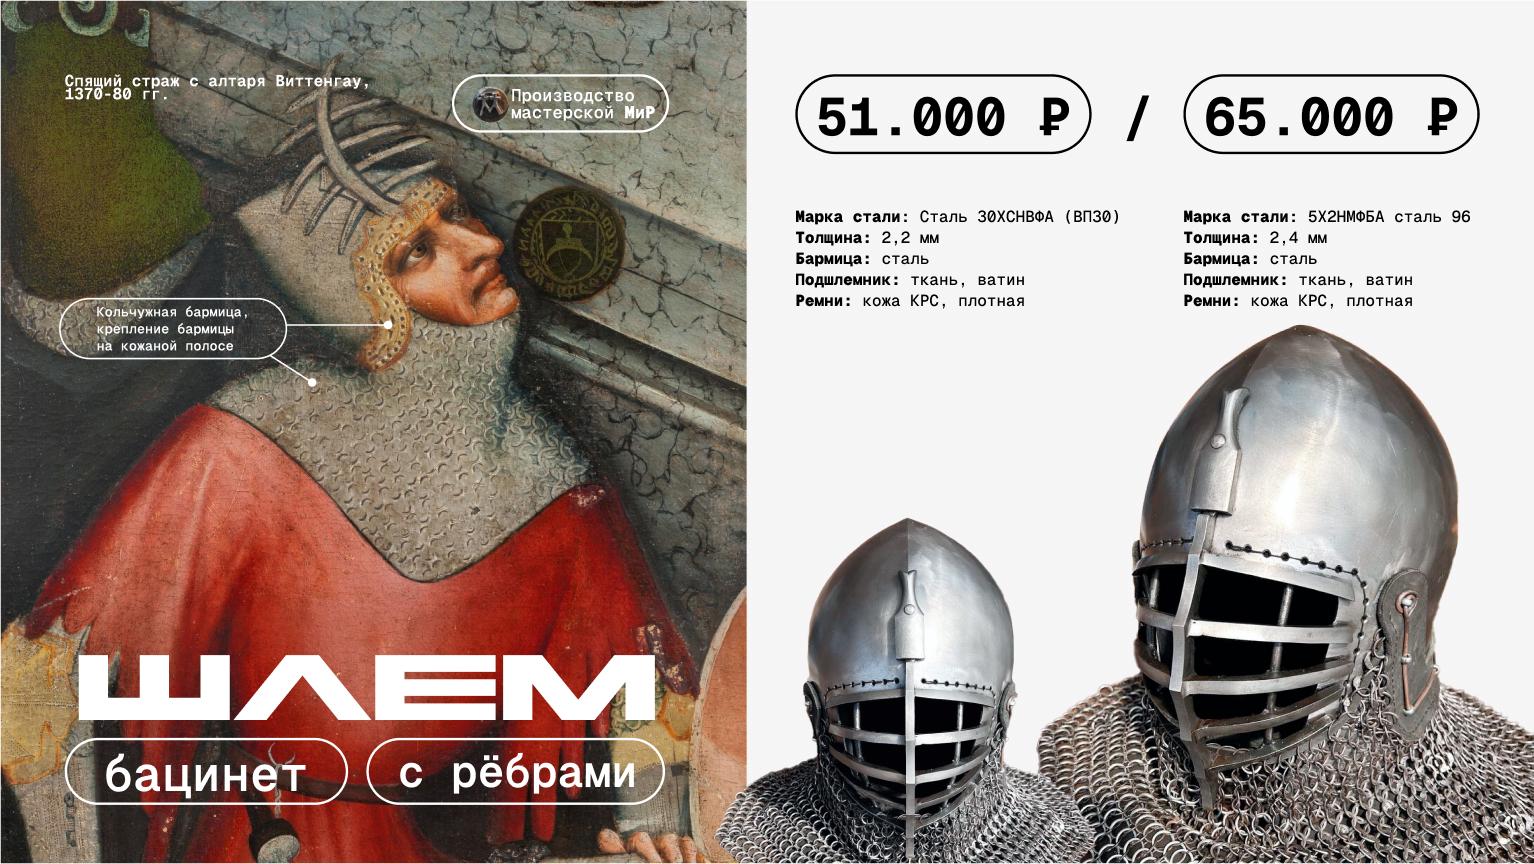 Спящий страж с алтаря Виттенгау,
1370-80 гг.
Производство
мастерской МиР
Кольчужная бармица,
крепление бармицы
на кожаной полосе
ШЛЕМ
бацинет
с рёбрами
51.000 ₽ / 65.000 ₽
Марка стали: Сталь 30ХСНВФА (ВП30)
Толщина: 2,2 мм
Бармица: сталь
Подшлемник: ткань, ватин
Ремни: кожа КРС, плотная
Марка стали: 5Х2НМФБА сталь 96
Толщина: 2,4 мм
Бармица: сталь
Подшлемник: ткань, ватин
Ремни: кожа КРС, плотная